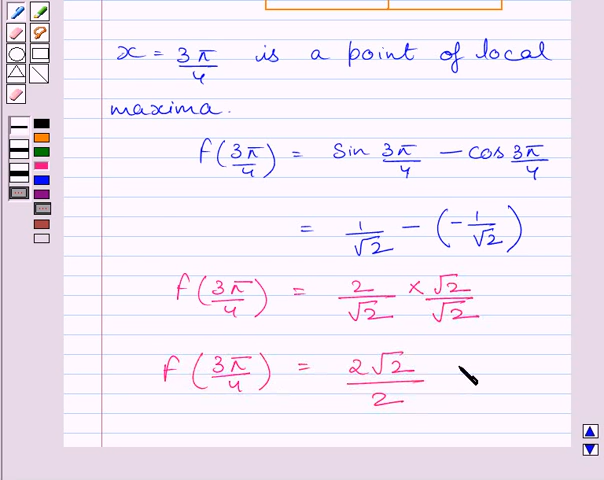 x = 3π/4 is a point of local
maxima.
f(3π/4) = sin 3π/4 - cos 3π/4
= 1/√2 - (-1/√2)
f(3π/4) = 2/√2 × √2/√2
f(3π/4) = 2√2/2